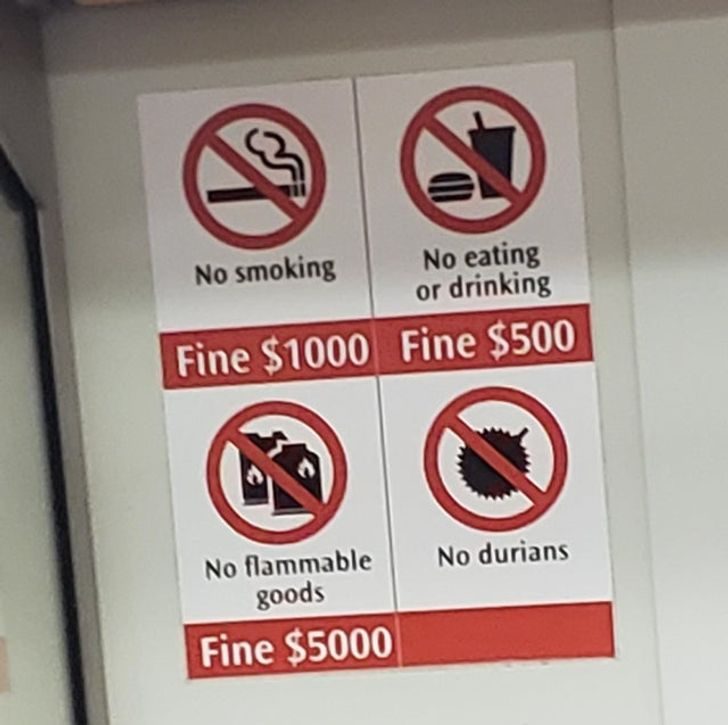 No smoking
No eating
or drinking
Fine $1000
Fine $500
No flammable
goods
No durians
Fine $5000